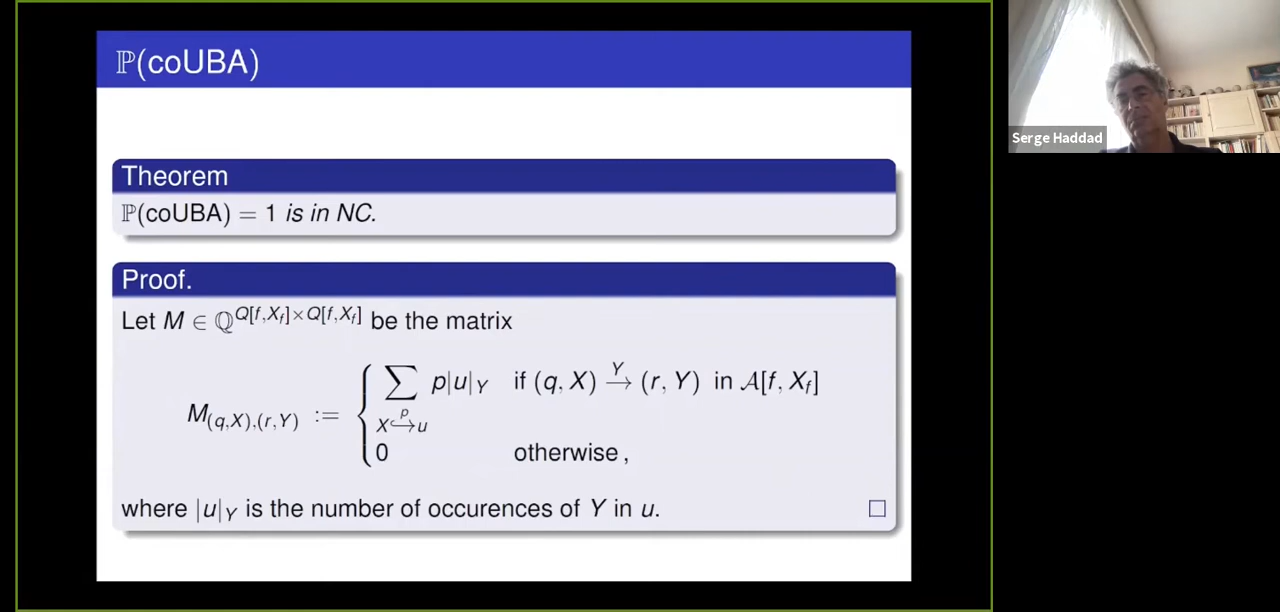 ℙ(coUBA)
Theorem
ℙ(coUBA) = 1 is in NC.
Proof.
Let M ∈ ℚ^{Q[f,X_f]×Q[f,X_f]} be the matrix
M_{(q,X),(r,Y)} := { ∑_{X ↪^p u} p|u|_Y if (q, X) →^Y (r, Y) in 𝒜[f, X_f]
0 otherwise ,
where |u|_Y is the number of occurences of Y in u.
□
Serge Haddad